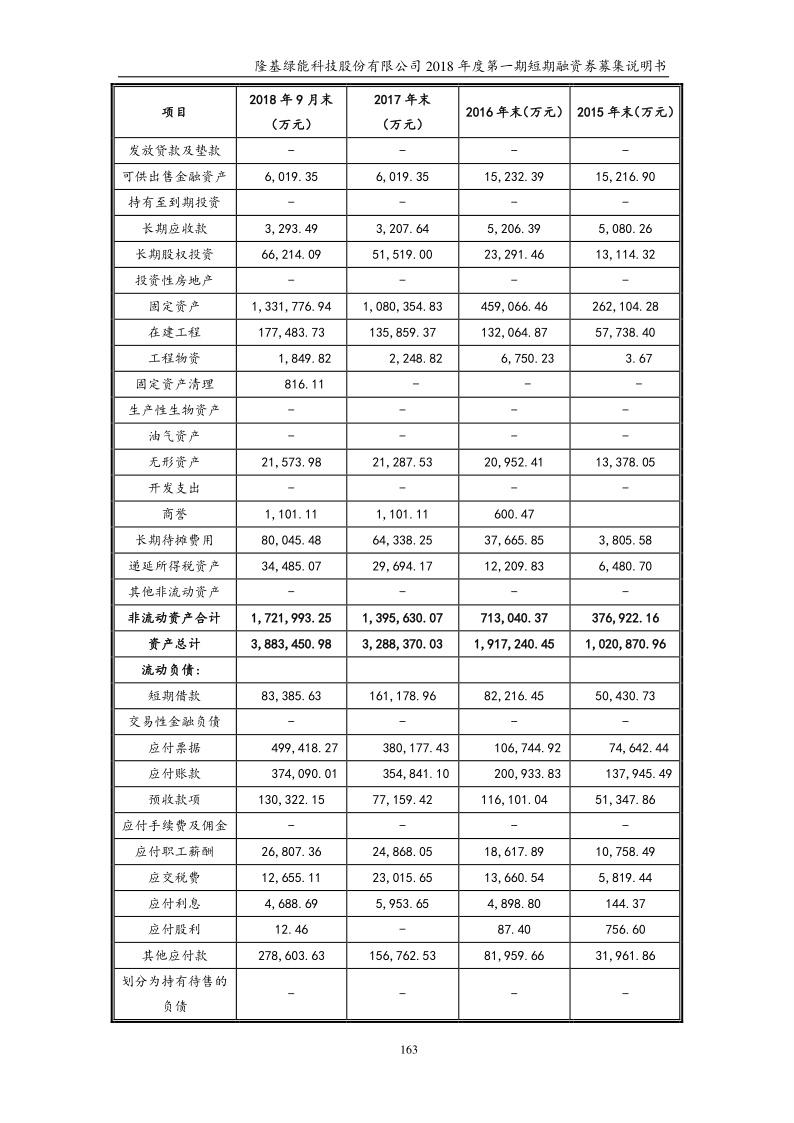 隆基绿能科技股份有限公司 2018 年度第一期短期融资券募集说明书
项目 2018 年 9 月末（万元） 2017 年末（万元） 2016 年末（万元） 2015 年末（万元）
发放贷款及垫款 - - - -
可供出售金融资产 6,019.35 6,019.35 15,232.39 15,216.90
持有至到期投资 - - - -
长期应收款 3,293.49 3,207.64 5,206.39 5,080.26
长期股权投资 66,214.09 51,519.00 23,291.46 13,114.32
投资性房地产 - - - -
固定资产 1,331,776.94 1,080,354.83 459,066.46 262,104.28
在建工程 177,483.73 135,859.37 132,064.87 57,738.40
工程物资 1,849.82 2,248.82 6,750.23 3.67
固定资产清理 816.11 - - -
生产性生物资产 - - - -
油气资产 - - - -
无形资产 21,573.98 21,287.53 20,952.41 13,378.05
开发支出 - - - -
商誉 1,101.11 1,101.11 600.47
长期待摊费用 80,045.48 64,338.25 37,665.85 3,805.58
递延所得税资产 34,485.07 29,694.17 12,209.83 6,480.70
其他非流动资产 - - - -
非流动资产合计 1,721,993.25 1,395,630.07 713,040.37 376,922.16
资产总计 3,883,450.98 3,288,370.03 1,917,240.45 1,020,870.96
流动负债：
短期借款 83,385.63 161,178.96 82,216.45 50,430.73
交易性金融负债 - - - -
应付票据 499,418.27 380,177.43 106,744.92 74,642.44
应付账款 374,090.01 354,841.10 200,933.83 137,945.49
预收款项 130,322.15 77,159.42 116,101.04 51,347.86
应付手续费及佣金 - - - -
应付职工薪酬 26,807.36 24,868.05 18,617.89 10,758.49
应交税费 12,655.11 23,015.65 13,660.54 5,819.44
应付利息 4,688.69 5,953.65 4,898.80 144.37
应付股利 12.46 - 87.40 756.60
其他应付款 278,603.63 156,762.53 81,959.66 31,961.86
划分为持有待售的负债 - - - -
163